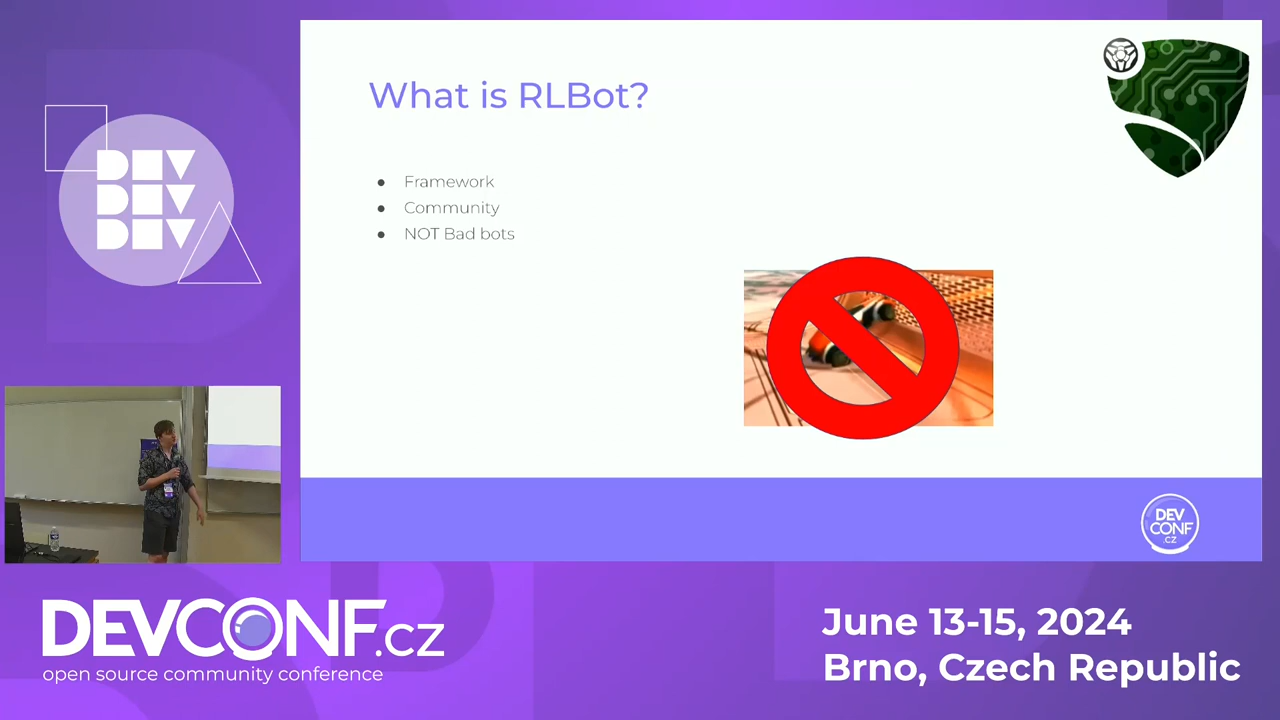 What is RLBot?
Framework
Community
NOT Bad bots
DEV
DEV
DEV
DEV
CONF
.CZ
DEVCONF.cz
open source community conference
June 13-15, 2024
Brno, Czech Republic